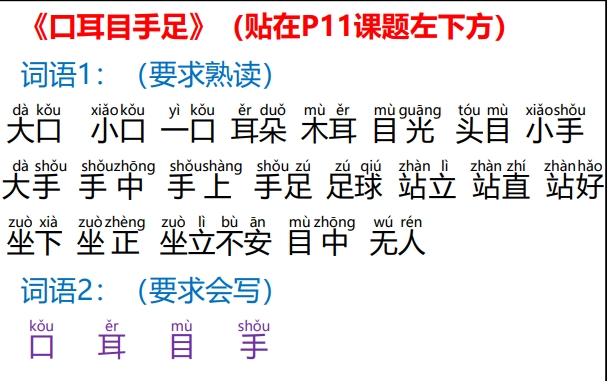 《口耳目手足》（贴在P11课题左下方）
词语1：（要求熟读）
dà kǒu xiǎo kǒu yì kǒu ěr duǒ mù ěr mù guāng tóu mù xiǎo shǒu
大口 小口 一口 耳朵 木耳 目光 头目 小手
dà shǒu shǒu zhōng shǒu shàng shǒu zú zú qiú zhàn lì zhàn zhí zhàn hǎo
大手 手中 手上 手足 足球 站立 站直 站好
zuò xià zuò zhèng zuò lì bù ān mù zhōng wú rén
坐下 坐正 坐立不安 目中 无人
词语2：（要求会写）
kǒu ěr mù shǒu
口 耳 目 手